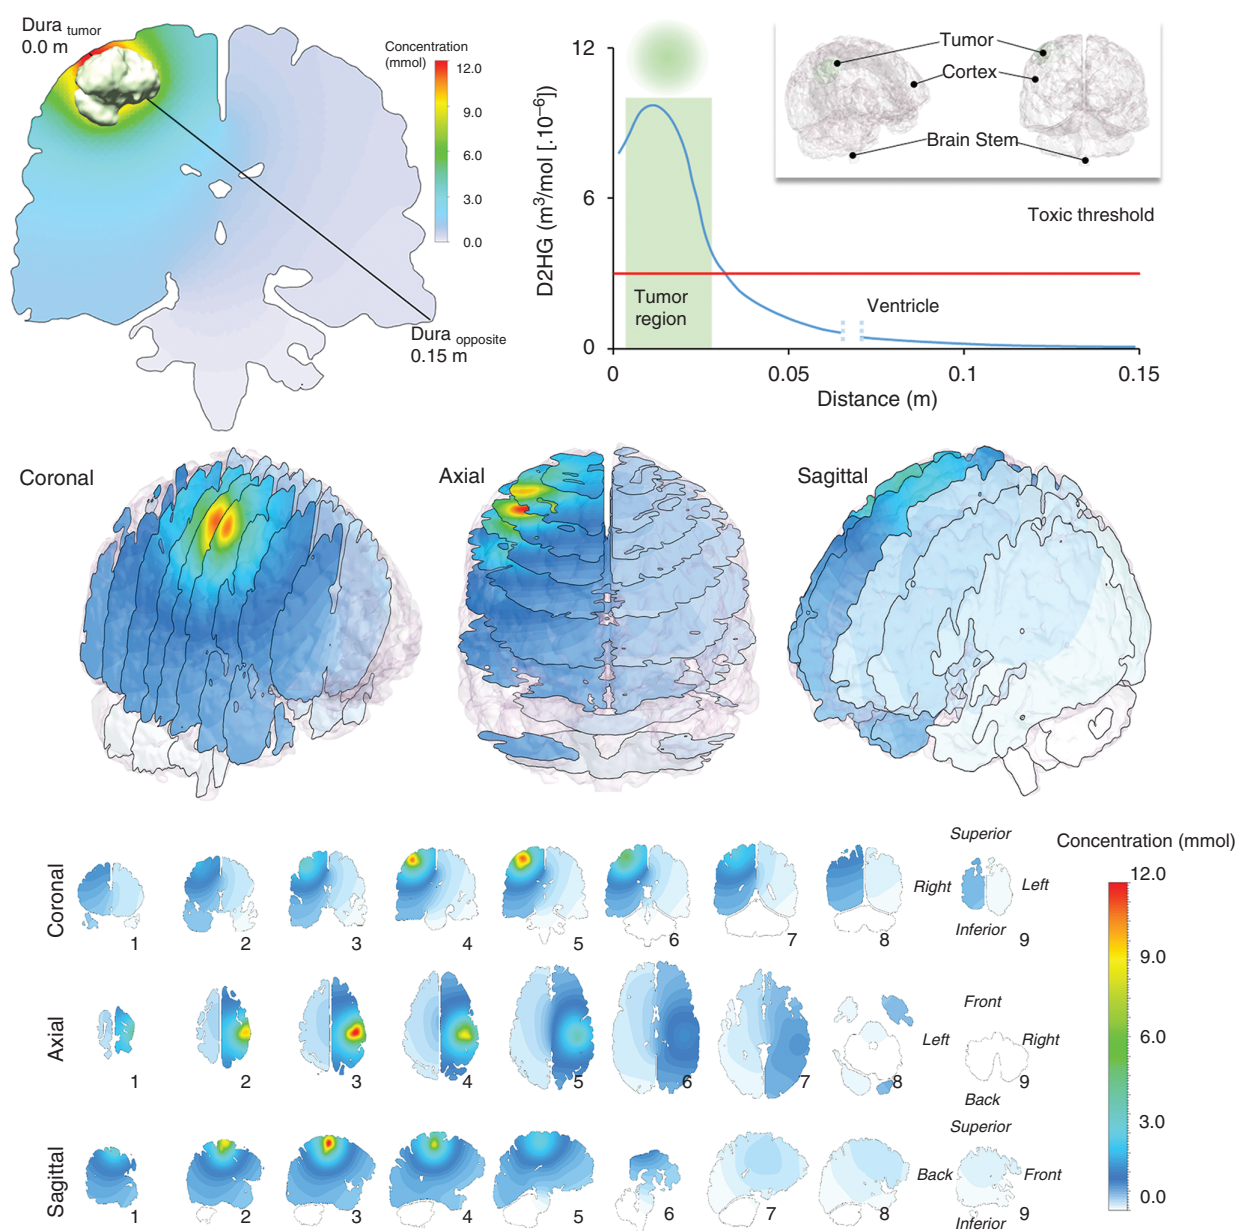 Dura tumor
0.0 m
Concentration
(mmol)
12.0
9.0
6.0
3.0
0.0
Dura opposite
0.15 m
12
6
0
D2HG (m³/mol [.10⁻⁶])
Tumor
region
Ventricle
Toxic threshold
0
0.05
0.1
0.15
Distance (m)
Tumor
Cortex
Brain Stem
Coronal
Axial
Sagittal
Coronal
1
2
3
4
5
6
7
8
9
Superior
Right
Left
Inferior
Axial
1
2
3
4
5
6
7
8
9
Front
Left
Right
Back
Sagittal
1
2
3
4
5
6
7
8
9
Superior
Back
Front
Inferior
Concentration (mmol)
12.0
9.0
6.0
3.0
0.0